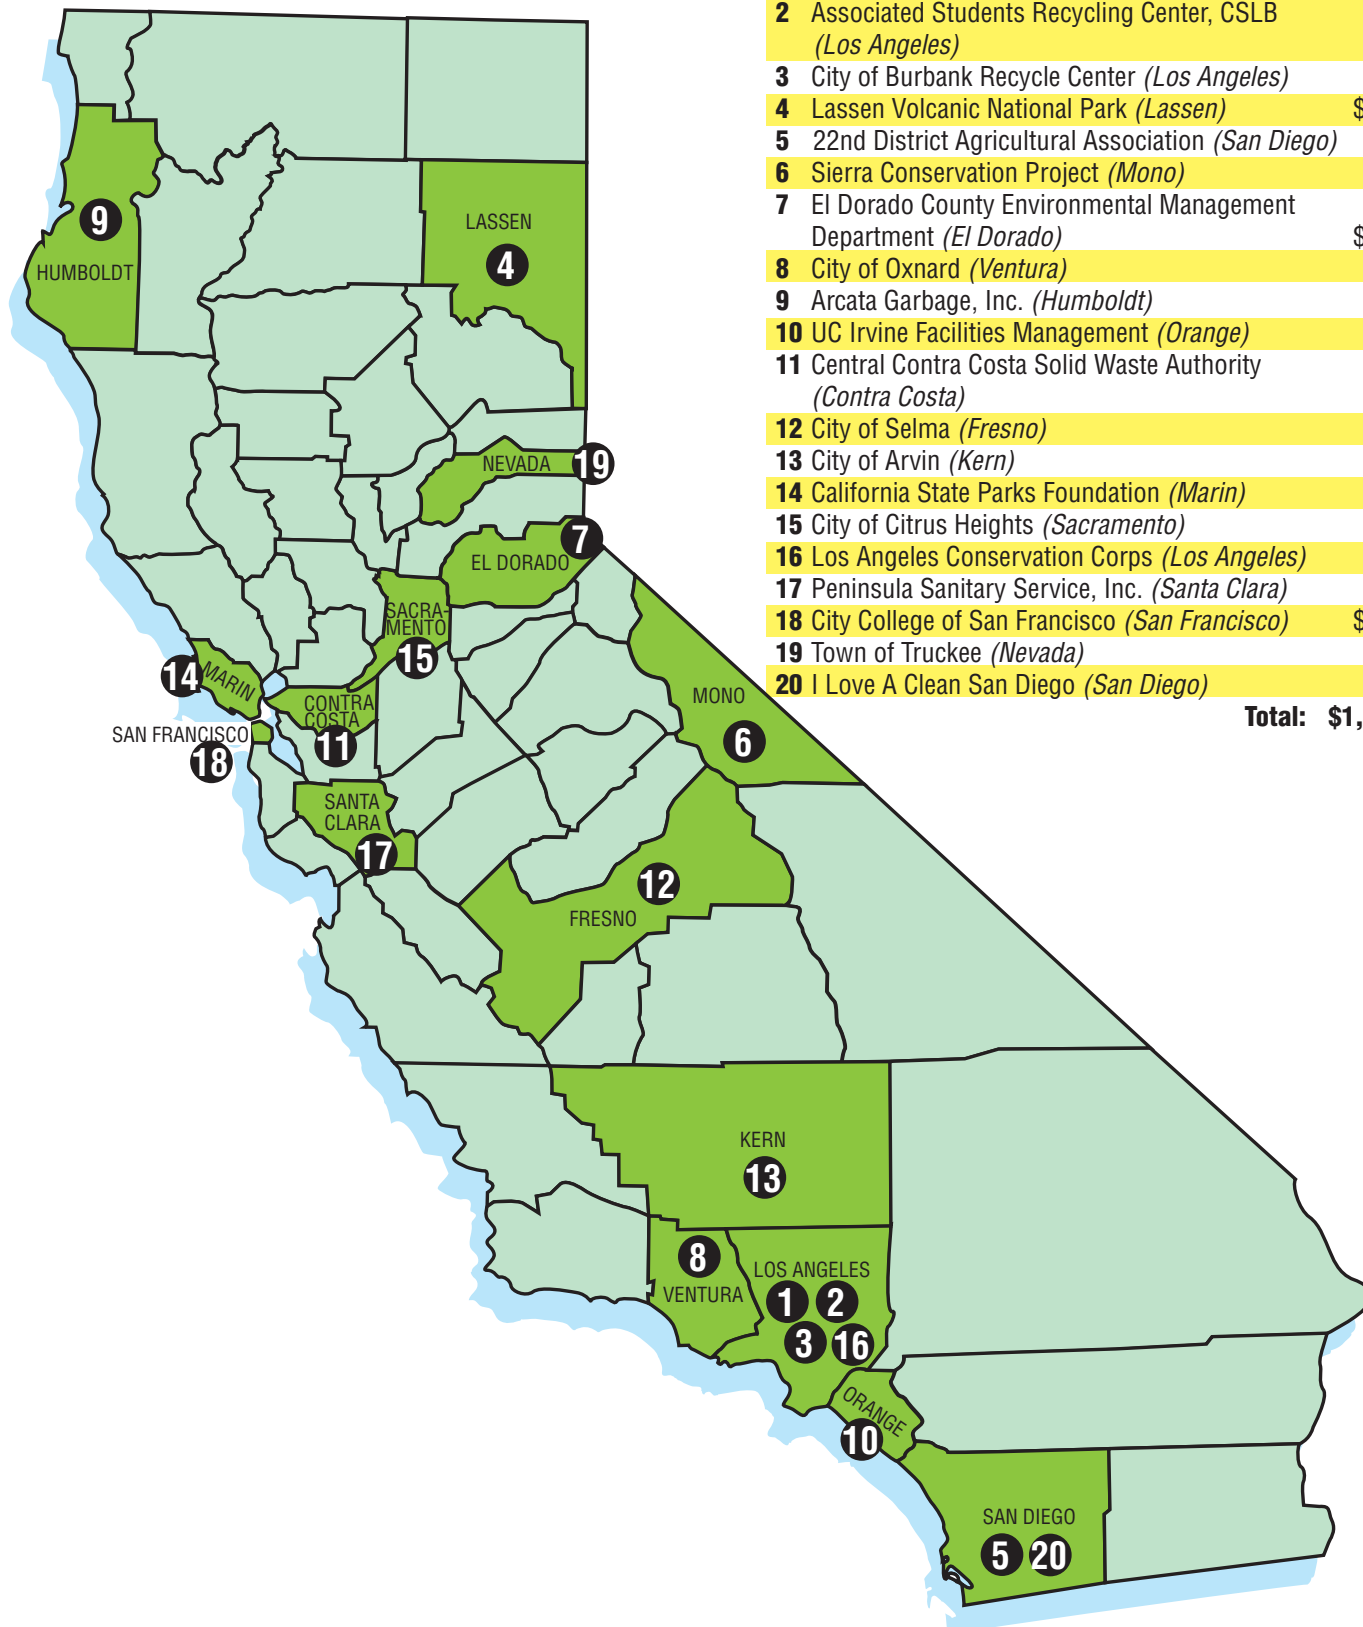 2 Associated Students Recycling Center, CSLB
(Los Angeles)
3 City of Burbank Recycle Center (Los Angeles)
4 Lassen Volcanic National Park (Lassen) $
5 22nd District Agricultural Association (San Diego)
6 Sierra Conservation Project (Mono)
7 El Dorado County Environmental Management
Department (El Dorado) $
8 City of Oxnard (Ventura)
9 Arcata Garbage, Inc. (Humboldt)
10 UC Irvine Facilities Management (Orange)
11 Central Contra Costa Solid Waste Authority
(Contra Costa)
12 City of Selma (Fresno)
13 City of Arvin (Kern)
14 California State Parks Foundation (Marin)
15 City of Citrus Heights (Sacramento)
16 Los Angeles Conservation Corps (Los Angeles)
17 Peninsula Sanitary Service, Inc. (Santa Clara)
18 City College of San Francisco (San Francisco) $
19 Town of Truckee (Nevada)
20 I Love A Clean San Diego (San Diego)
Total: $1,
9
HUMBOLDT
LASSEN
4
NEVADA 19
7
EL DORADO
SACRA-
MENTO
15
14 MARIN
CONTRA
COSTA
11
SAN FRANCISCO
18
MONO
6
SANTA
CLARA
17
12
FRESNO
KERN
13
8
VENTURA
LOS ANGELES
1 2
3 16
ORANGE
10
SAN DIEGO
5 20